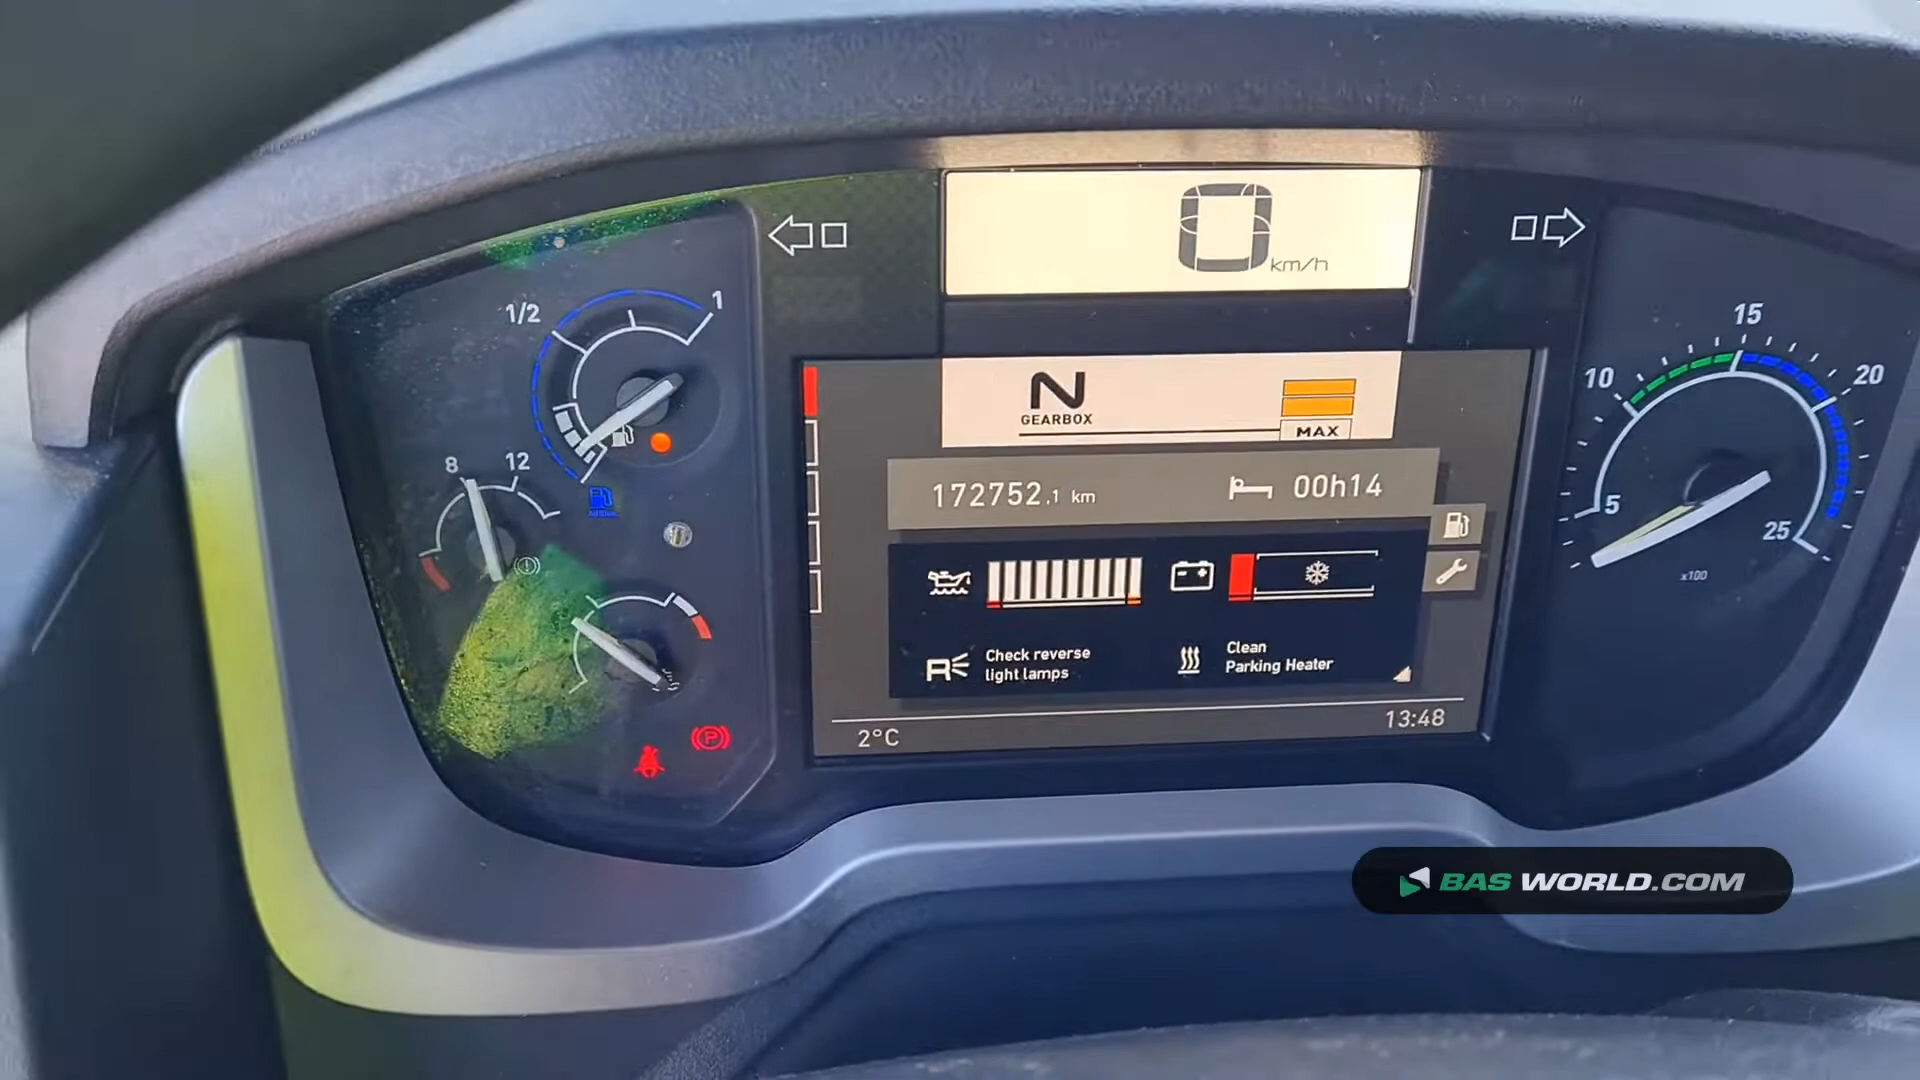 0 km/h
1/2
1
8
12
N
GEARBOX
MAX
172752.1 km
00h14
Check reverse
light lamps
Clean
Parking Heater
2°C
13:48
P
5
10
15
20
25
x100
BAS WORLD.COM